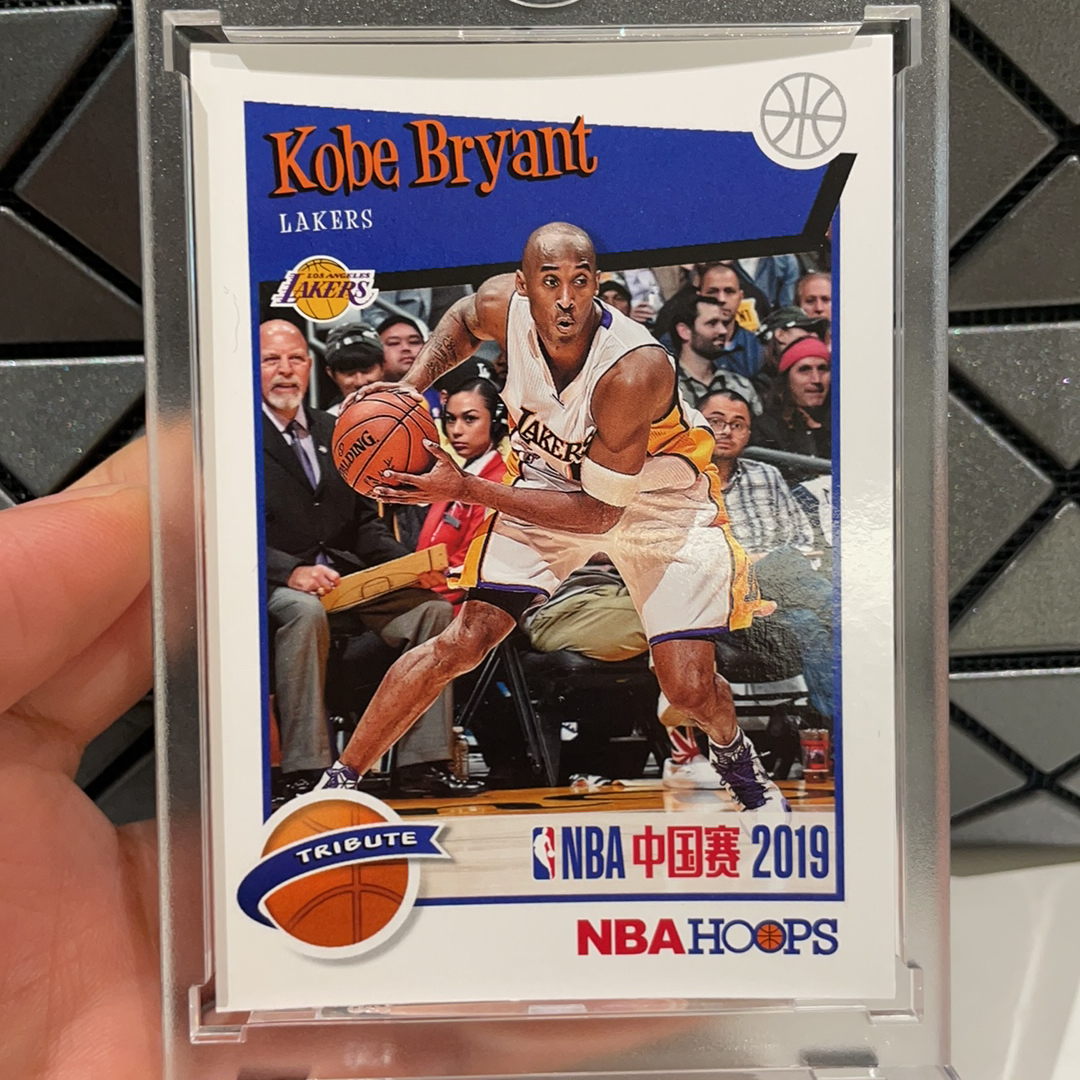 Kobe Bryant
LAKERS
LOS ANGELES
LAKERS
SPALDING
LAKERS
TRIBUTE
NBA 中国赛 2019
NBA HOOPS